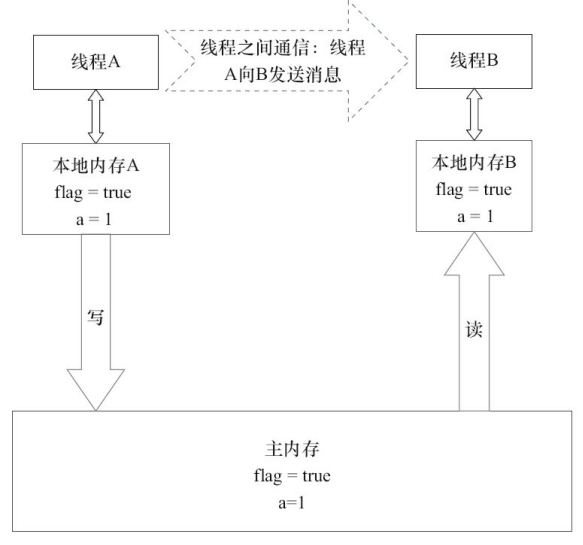 线程A
线程之间通信：线程
A向B发送消息
线程B
本地内存A
flag = true
a = 1
本地内存B
flag = true
a = 1
写
读
主内存
flag = true
a=1